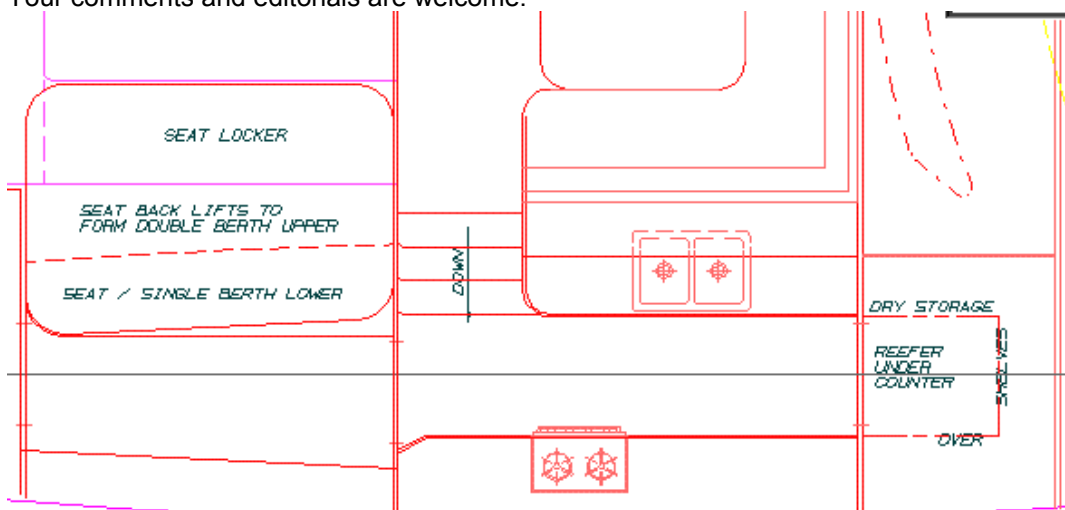 Your comments and editorials are welcome.
SEAT LOCKER
SEAT BACK LIFTS TO
FORM DOUBLE BERTH UPPER
SEAT / SINGLE BERTH LOWER
DOWN
DRY STORAGE
REEFER
UNDER
COUNTER
SHELVES
OVER